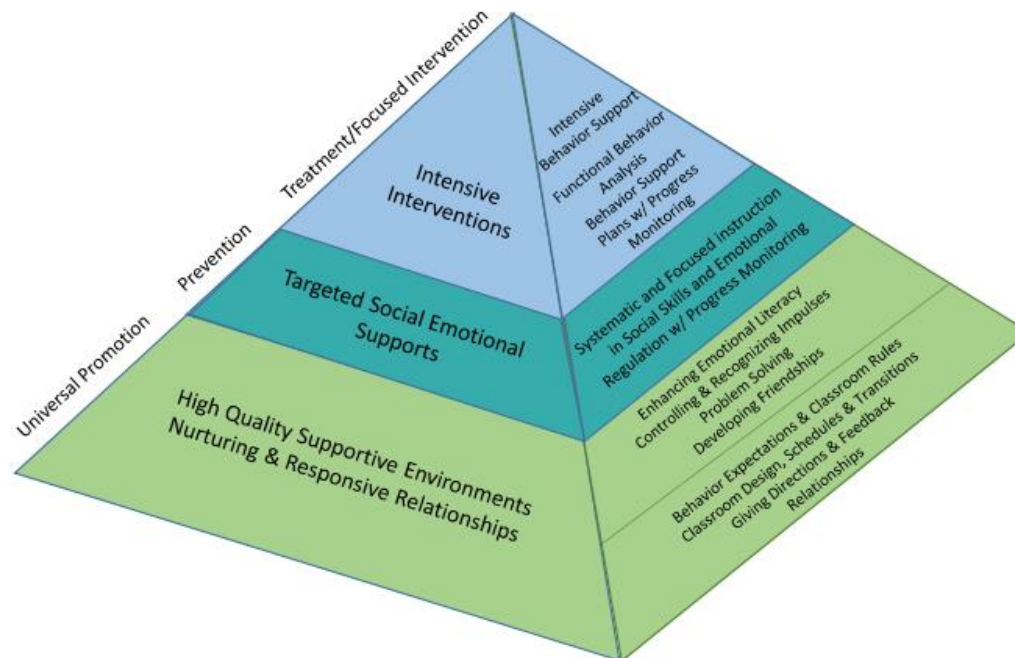 Treatment/Focused Intervention
Prevention
Universal Promotion
Intensive
Interventions
Targeted Social Emotional
Supports
High Quality Supportive Environments
Nurturing & Responsive Relationships
Intensive
Behavior Support
Functional Behavior
Analysis
Behavior Support
Plans w/ Progress
Monitoring
Systematic and Focused instruction
in Social Skills and Emotional
Regulation w/ Progress Monitoring
Enhancing Emotional Literacy
Controlling & Recognizing Impulses
Problem Solving
Developing Friendships
Behavior Expectations & Classroom Rules
Classroom Design, Schedules & Transitions
Giving Directions & Feedback
Relationships